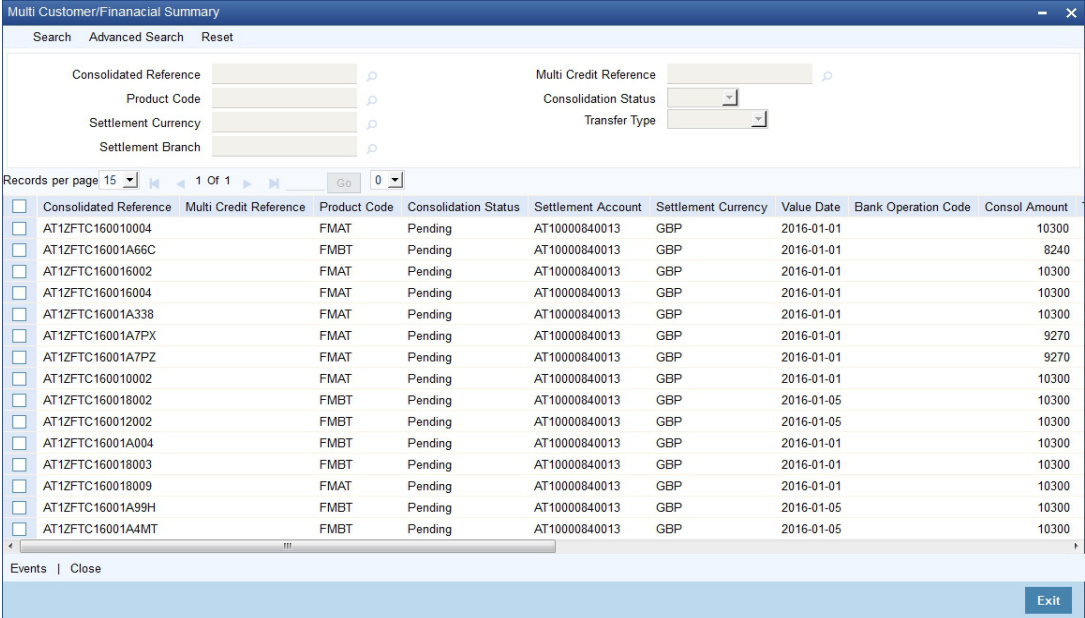 Multi Customer/Finanacial Summary
Search Advanced Search Reset
Consolidated Reference Multi Credit Reference
Product Code Consolidation Status
Settlement Currency Transfer Type
Settlement Branch
Records per page 15 1 Of 1 Go 0
Consolidated Reference Multi Credit Reference Product Code Consolidation Status Settlement Account Settlement Currency Value Date Bank Operation Code Consol Amount
AT1ZFTC160010004 FMAT Pending AT10000840013 GBP 2016-01-01 10300
AT1ZFTC16001A66C FMBT Pending AT10000840013 GBP 2016-01-01 8240
AT1ZFTC160016002 FMAT Pending AT10000840013 GBP 2016-01-01 10300
AT1ZFTC160016004 FMAT Pending AT10000840013 GBP 2016-01-01 10300
AT1ZFTC16001A338 FMAT Pending AT10000840013 GBP 2016-01-01 10300
AT1ZFTC16001A7PX FMAT Pending AT10000840013 GBP 2016-01-01 9270
AT1ZFTC16001A7PZ FMAT Pending AT10000840013 GBP 2016-01-01 9270
AT1ZFTC160010002 FMAT Pending AT10000840013 GBP 2016-01-01 10300
AT1ZFTC160018002 FMBT Pending AT10000840013 GBP 2016-01-05 10300
AT1ZFTC160012002 FMBT Pending AT10000840013 GBP 2016-01-05 10300
AT1ZFTC16001A004 FMBT Pending AT10000840013 GBP 2016-01-01 10300
AT1ZFTC160018003 FMBT Pending AT10000840013 GBP 2016-01-01 10300
AT1ZFTC160018009 FMAT Pending AT10000840013 GBP 2016-01-01 10300
AT1ZFTC16001A99H FMBT Pending AT10000840013 GBP 2016-01-05 10300
AT1ZFTC16001A4MT FMBT Pending AT10000840013 GBP 2016-01-05 10300
Events | Close
Exit